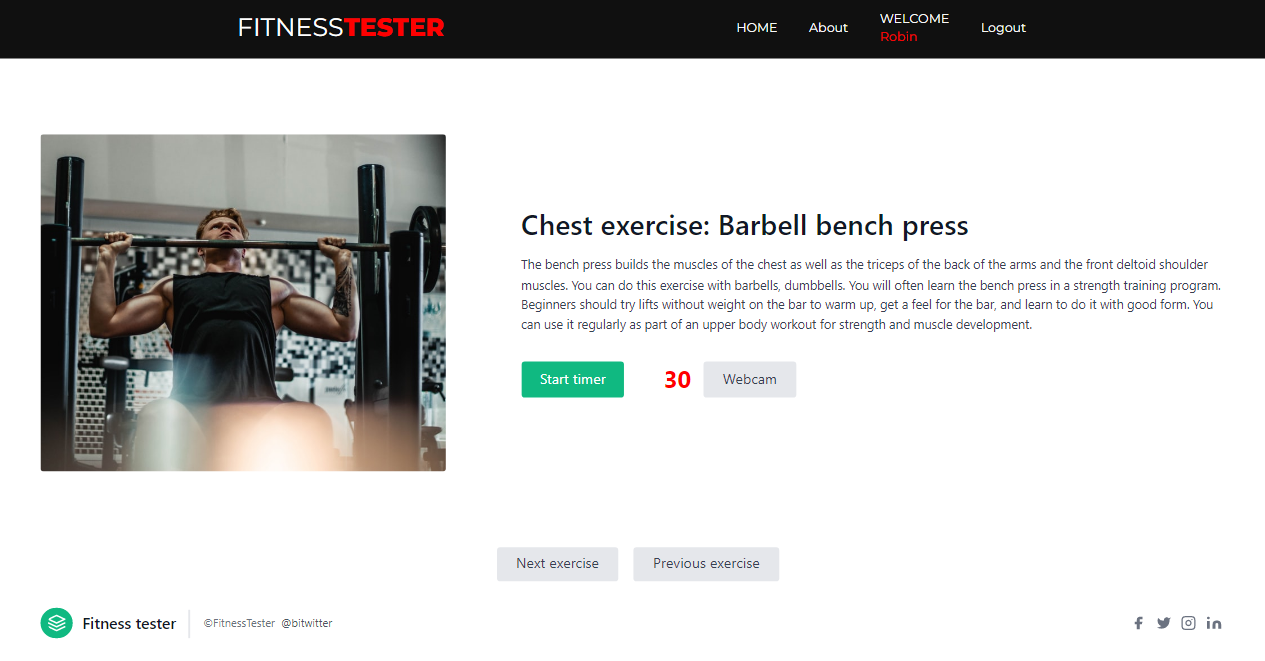 FITNESSTESTER
HOME
About
WELCOME
Robin
Logout
Chest exercise: Barbell bench press
The bench press builds the muscles of the chest as well as the triceps of the back of the arms and the front deltoid shoulder
muscles. You can do this exercise with barbells, dumbbells. You will often learn the bench press in a strength training program.
Beginners should try lifts without weight on the bar to warm up, get a feel for the bar, and learn to do it with good form. You
can use it regularly as part of an upper body workout for strength and muscle development.
Start timer
30
Webcam
Next exercise
Previous exercise
Fitness tester
©FitnessTester @bitwitter